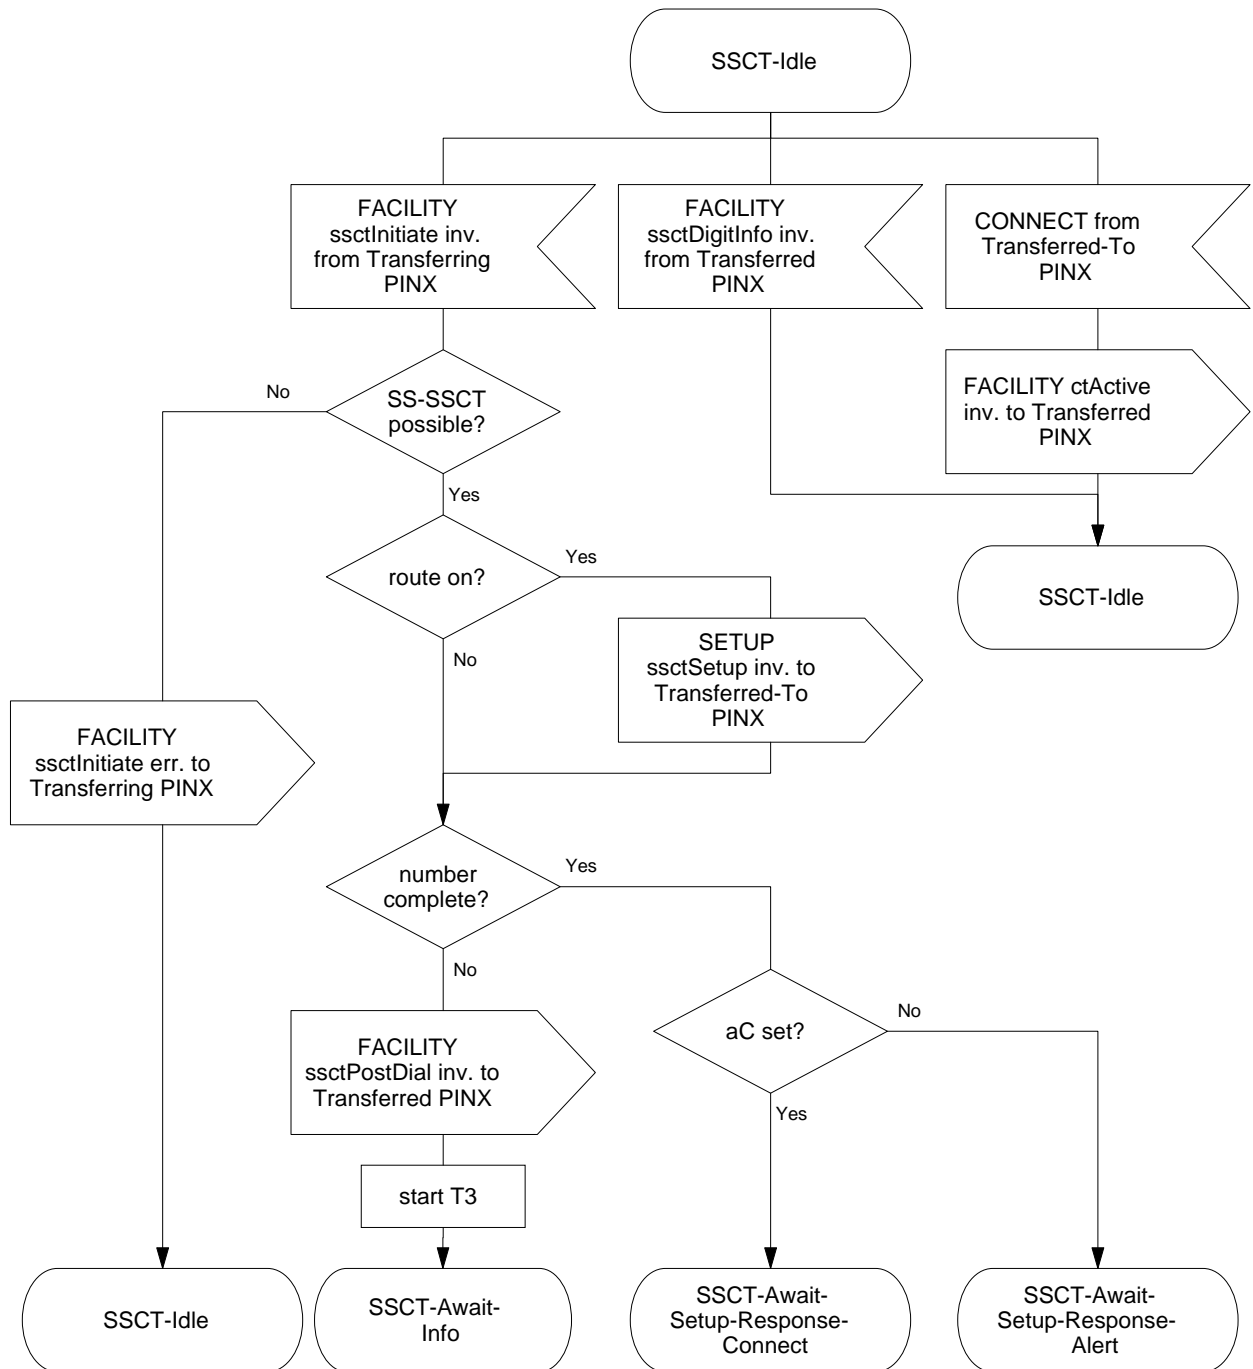 SSCT-Idle
FACILITY
ssctInitiate inv.
from Transferring
PINX
FACILITY
ssctDigitInfo inv.
from Transferred
PINX
CONNECT from
Transferred-To
PINX
No
SS-SSCT
possible?
FACILITY ctActive
inv. to Transferred
PINX
Yes
route on?
Yes
SSCT-Idle
No
SETUP
ssctSetup inv. to
Transferred-To
PINX
FACILITY
ssctInitiate err. to
Transferring PINX
number
complete?
Yes
No
aC set?
No
FACILITY
ssctPostDial inv. to
Transferred PINX
Yes
start T3
SSCT-Idle
SSCT-Await-
Info
SSCT-Await-
Setup-Response-
Connect
SSCT-Await-
Setup-Response-
Alert